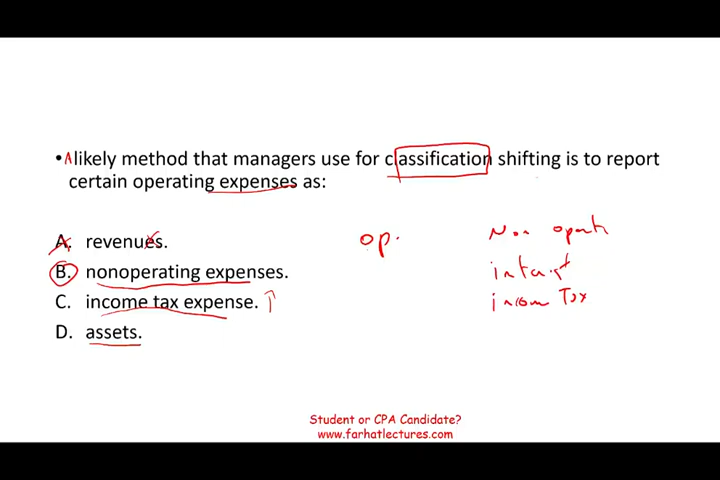 •A likely method that managers use for classification shifting is to report
certain operating expenses as:
A. revenues.
B. nonoperating expenses.
C. income tax expense.
D. assets.
op.
Non operati
interest
income Tax
Student or CPA Candidate?
www.farhatlectures.com